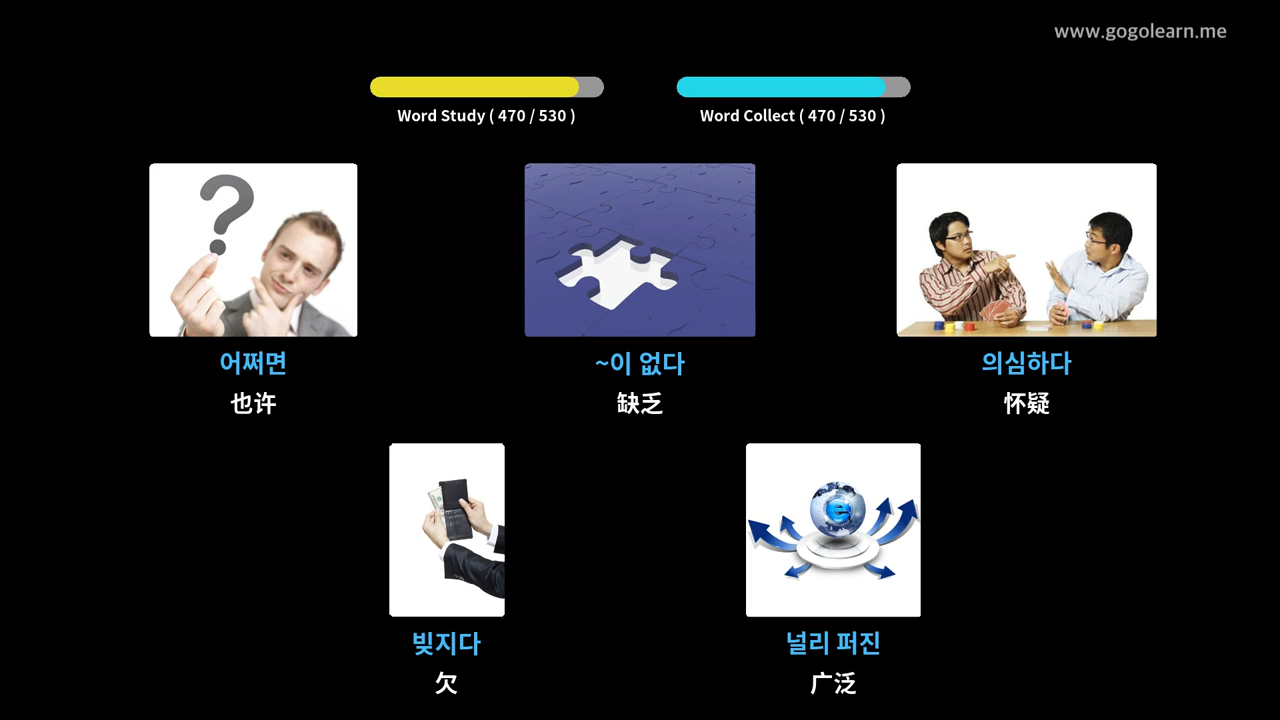 www.gogolearn.me
Word Study ( 470 / 530 )
Word Collect ( 470 / 530 )
어쩌면
~이 없다
의심하다
也许
缺乏
怀疑
빚지다
널리 퍼진
欠
广泛